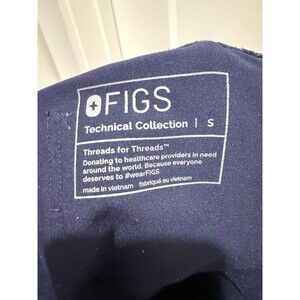 FIGS
Technical Collection | S
Threads for Threads™
Donating to healthcare providers in need
around the world. Because everyone
deserves to #wearFIGS
made in vietnam fabriqué au vietnam